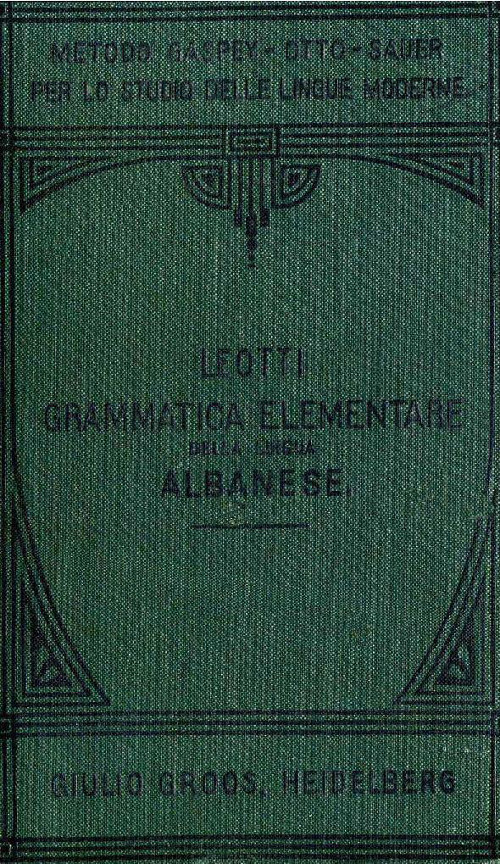 METODO GASPEY-OTTO-SAUER
PER LO STUDIO DELLE LINGUE MODERNE.
LEOTTI
GRAMMATICA ELEMENTARE
DELLA LINGUA
ALBANESE.
GIULIO GROOS, HEIDELBERG